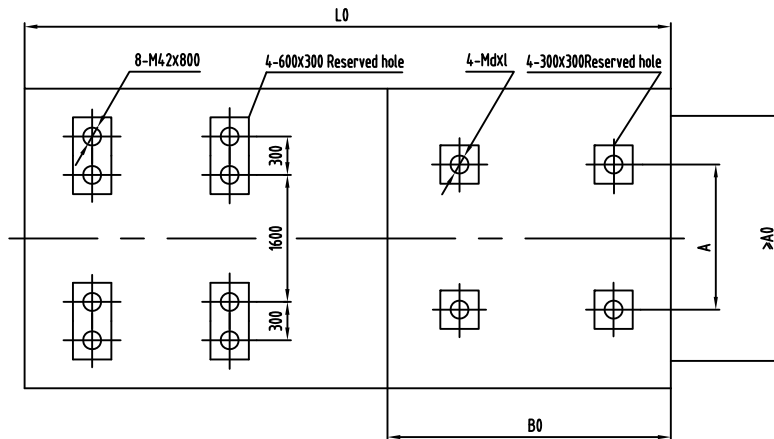 L0
8-M42x800
4-600x300 Reserved hole
4-Mdxl
4-300x300Reserved hole
300
1600
300
A
≥A0
B0